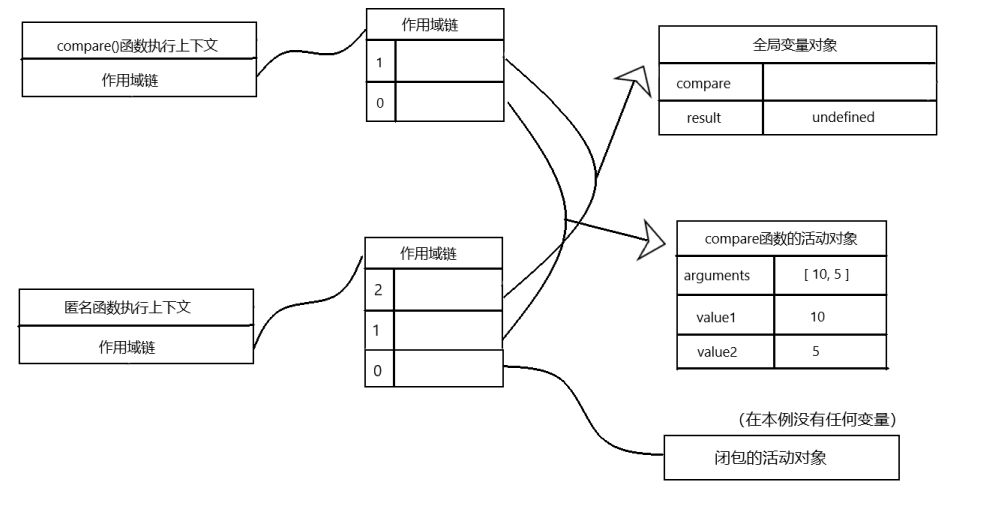 compare()函数执行上下文
作用域链
作用域链
1
0
全局变量对象
compare
result undefined
compare函数的活动对象
arguments [ 10, 5 ]
value1 10
value2 5
匿名函数执行上下文
作用域链
作用域链
2
1
0
（在本例没有任何变量）
闭包的活动对象